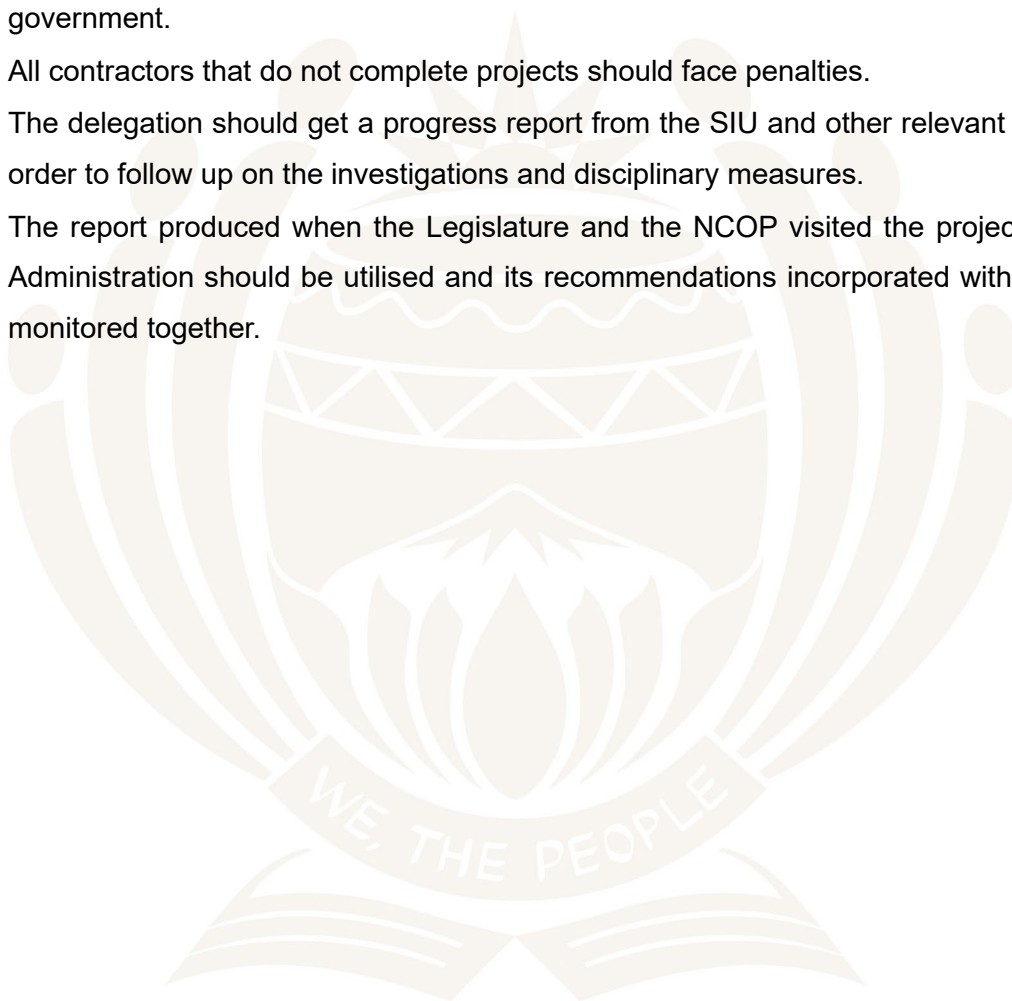 government.
All contractors that do not complete projects should face penalties.
The delegation should get a progress report from the SIU and other relevant
order to follow up on the investigations and disciplinary measures.
The report produced when the Legislature and the NCOP visited the projec
Administration should be utilised and its recommendations incorporated with
monitored together.
WE, THE PEOPLE